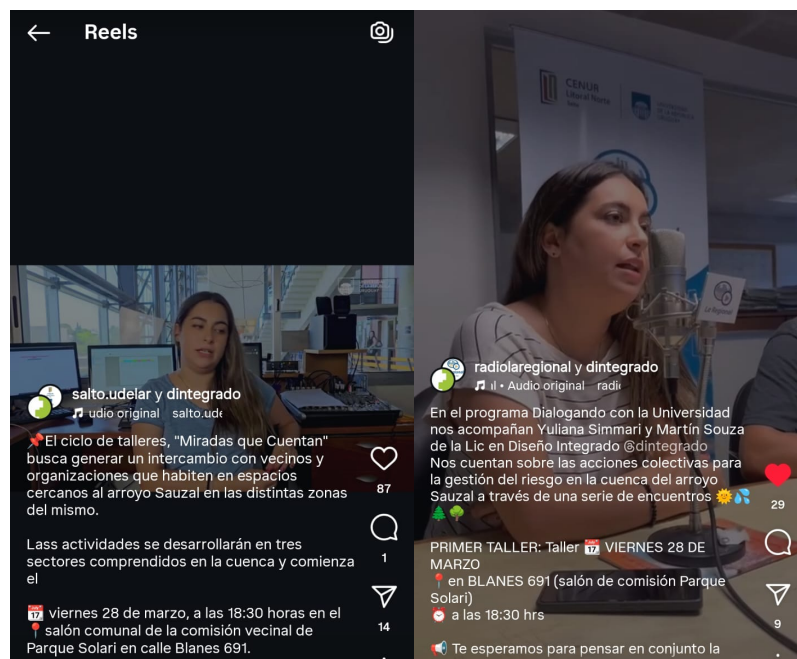 Reels
salto.udelar y dintegrado
udio original salto.ude
📌El ciclo de talleres, "Miradas que Cuentan"
busca generar un intercambio con vecinos y
organizaciones que habiten en espacios
cercanos al arroyo Sauzal en las distintas zonas
del mismo.
Lass actividades se desarrollarán en tres
sectores comprendidos en la cuenca y comienza
el
📆 viernes 28 de marzo, a las 18:30 horas en el
📍salón comunal de la comisión vecinal de
Parque Solari en calle Blanes 691.
87
1
14
CENUR
Litoral Norte
La Regional
radiolaregional y dintegrado
al • Audio original radi
En el programa Dialogando con la Universidad
nos acompañan Yuliana Simmari y Martín Souza
de la Lic en Diseño Integrado @dintegrado
Nos cuentan sobre las acciones colectivas para
la gestión del riesgo en la cuenca del arroyo
Sauzal a través de una serie de encuentros 🌞💦
🌲🌳
PRIMER TALLER: Taller 📆 VIERNES 28 DE
MARZO
📍en BLANES 691 (salón de comisión Parque
Solari)
⏰ a las 18:30 hrs
📢 Te esperamos para pensar en conjunto la
29
9